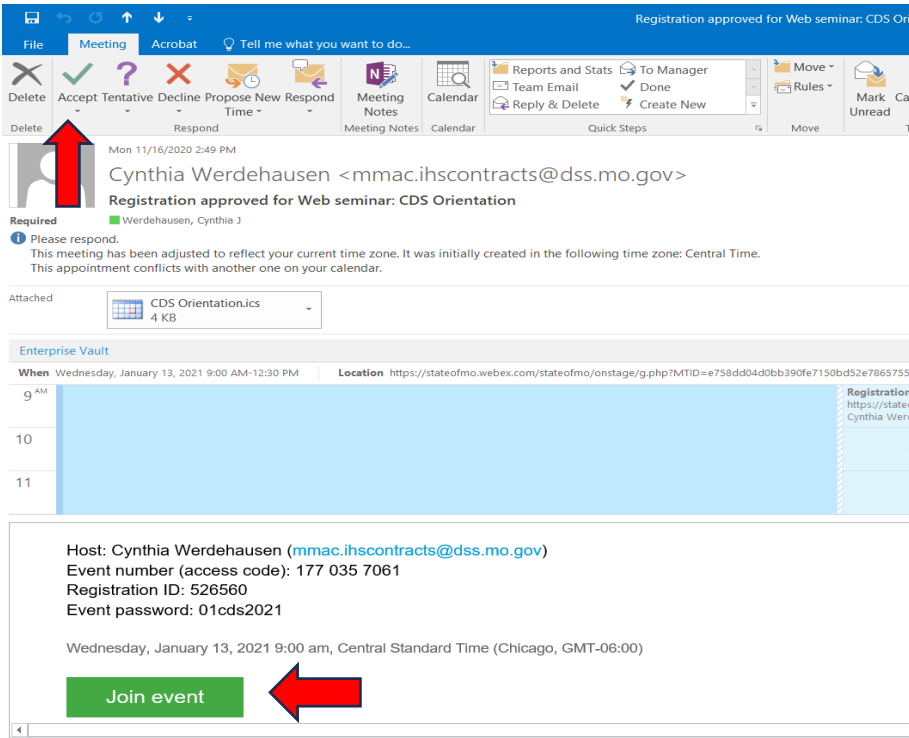 Registration approved for Web seminar: CDS Ori
File Meeting Acrobat Tell me what you want to do...
Delete Accept Tentative Decline Propose New Time Respond Meeting Notes Calendar Reports and Stats To Manager Move Mark Unread
Team Email Done Rules
Reply & Delete Create New
Delete Respond Meeting Notes Calendar Quick Steps Move
Mon 11/16/2020 2:49 PM
Cynthia Werdehausen <mmac.ihscontracts@dss.mo.gov>
Registration approved for Web seminar: CDS Orientation
Required Werdehausen, Cynthia J
Please respond.
This meeting has been adjusted to reflect your current time zone. It was initially created in the following time zone: Central Time.
This appointment conflicts with another one on your calendar.
Attached CDS Orientation.ics
4 KB
Enterprise Vault
When Wednesday, January 13, 2021 9:00 AM-12:30 PM Location https://stateofmo.webex.com/stateofmo/onstage/g.php?MTID=e758dd04d0bb390fe7150bd52e7865755
9 AM Registration
https://state
Cynthia Wer
10
11
Host: Cynthia Werdehausen (mmac.ihscontracts@dss.mo.gov)
Event number (access code): 177 035 7061
Registration ID: 526560
Event password: 01cds2021
Wednesday, January 13, 2021 9:00 am, Central Standard Time (Chicago, GMT-06:00)
Join event